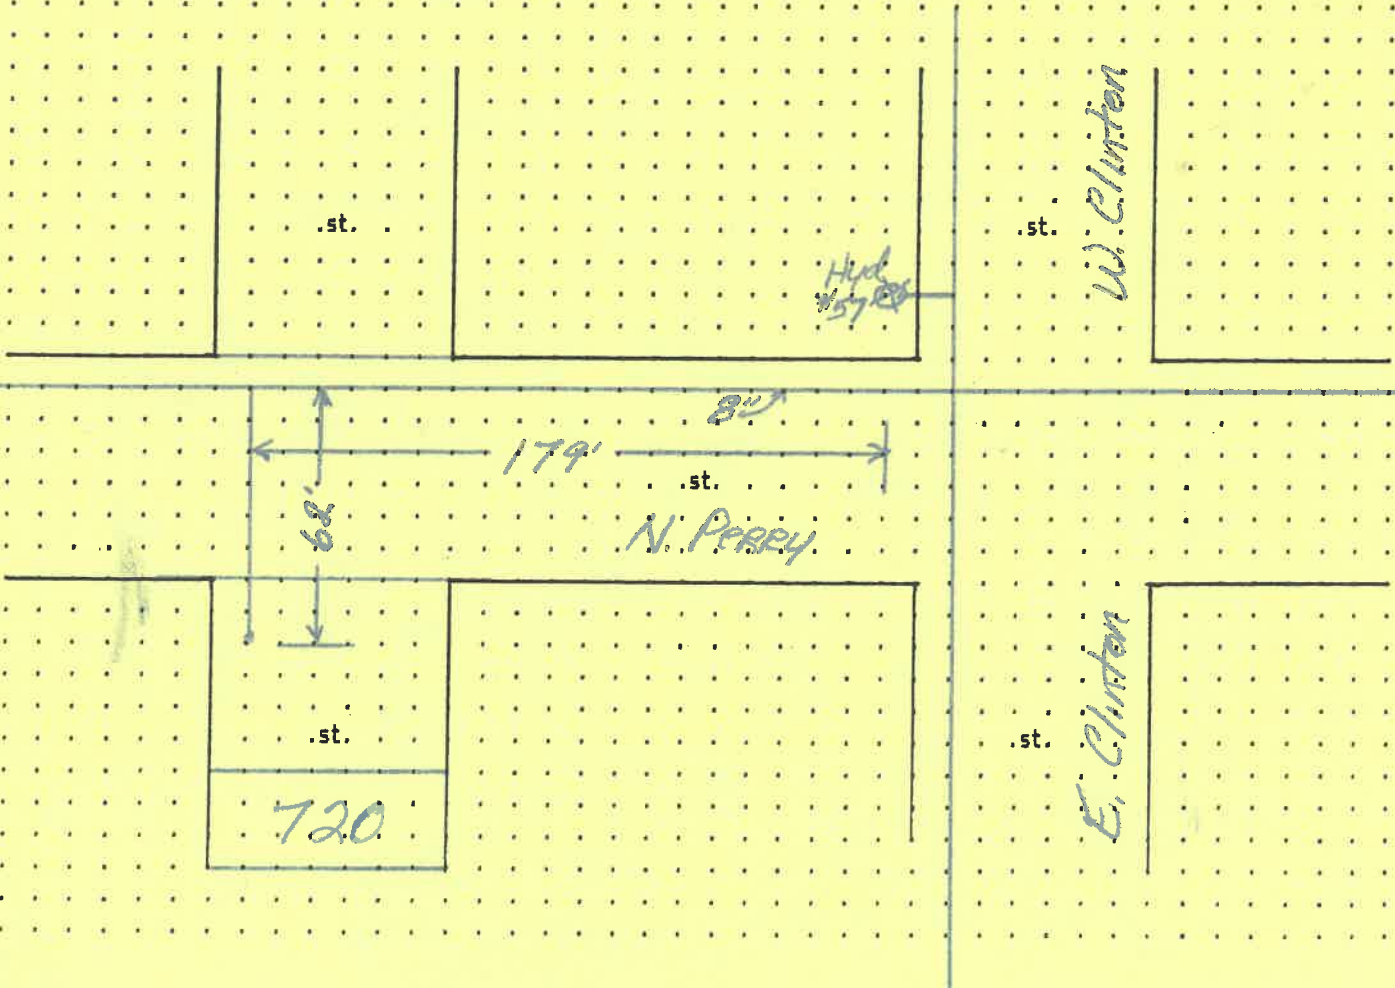 .st.
.st.
W. Clinton
Hyd
#57
8"
179'
.st.
62'
N. PERRY
.st.
720
.st.
E. Clinton